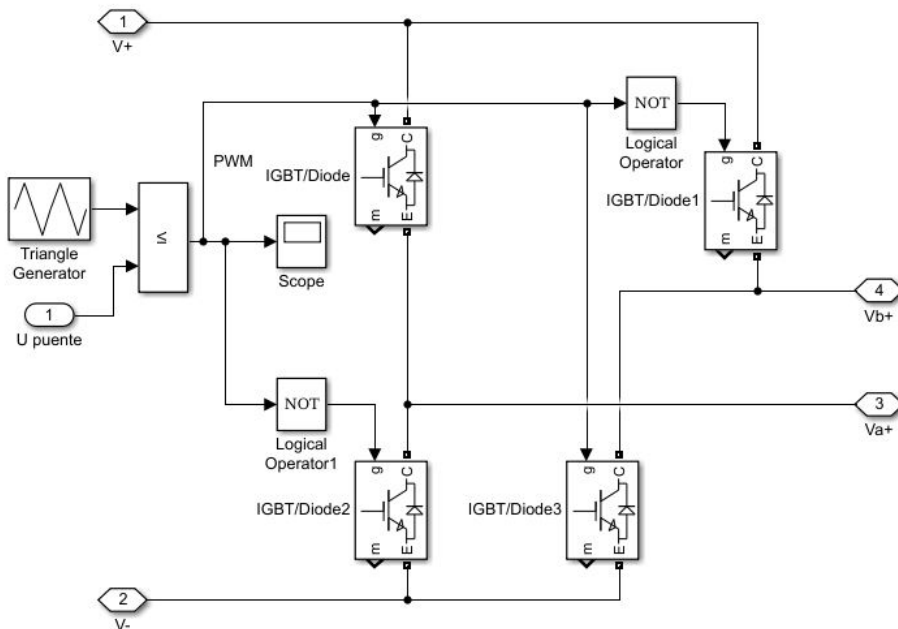 1
V+
NOT
Logical
Operator
g
C
IGBT/Diode
m
E
g
C
IGBT/Diode1
m
E
PWM
≤
Triangle
Generator
Scope
1
U puente
4
Vb+
3
Va+
NOT
Logical
Operator1
g
C
IGBT/Diode2
m
E
g
C
IGBT/Diode3
m
E
2
V-